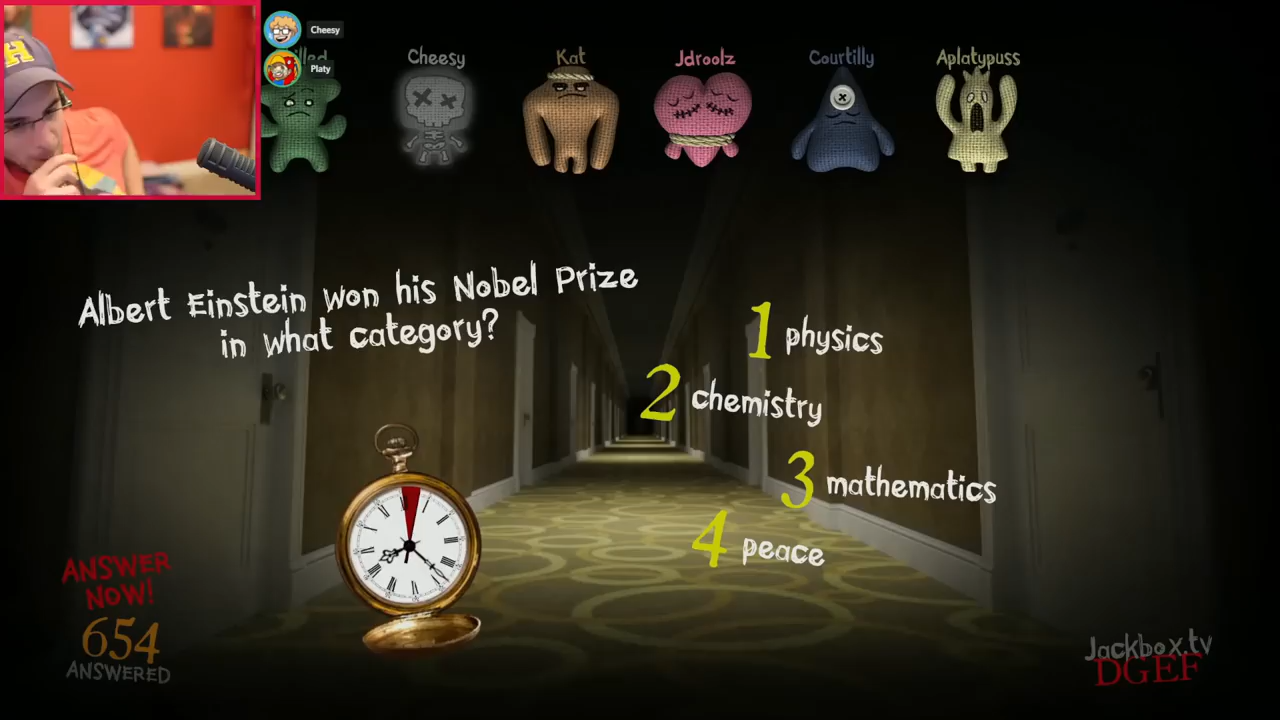 Cheesy
Platy
Cheesy
Kat
Jdroolz
Courtilly
Aplatypuss
Albert Einstein won his Nobel Prize
in what category?
1 physics
2 chemistry
3 mathematics
4 peace
ANSWER
NOW!
654
ANSWERED
Jackbox.tv
DGEF